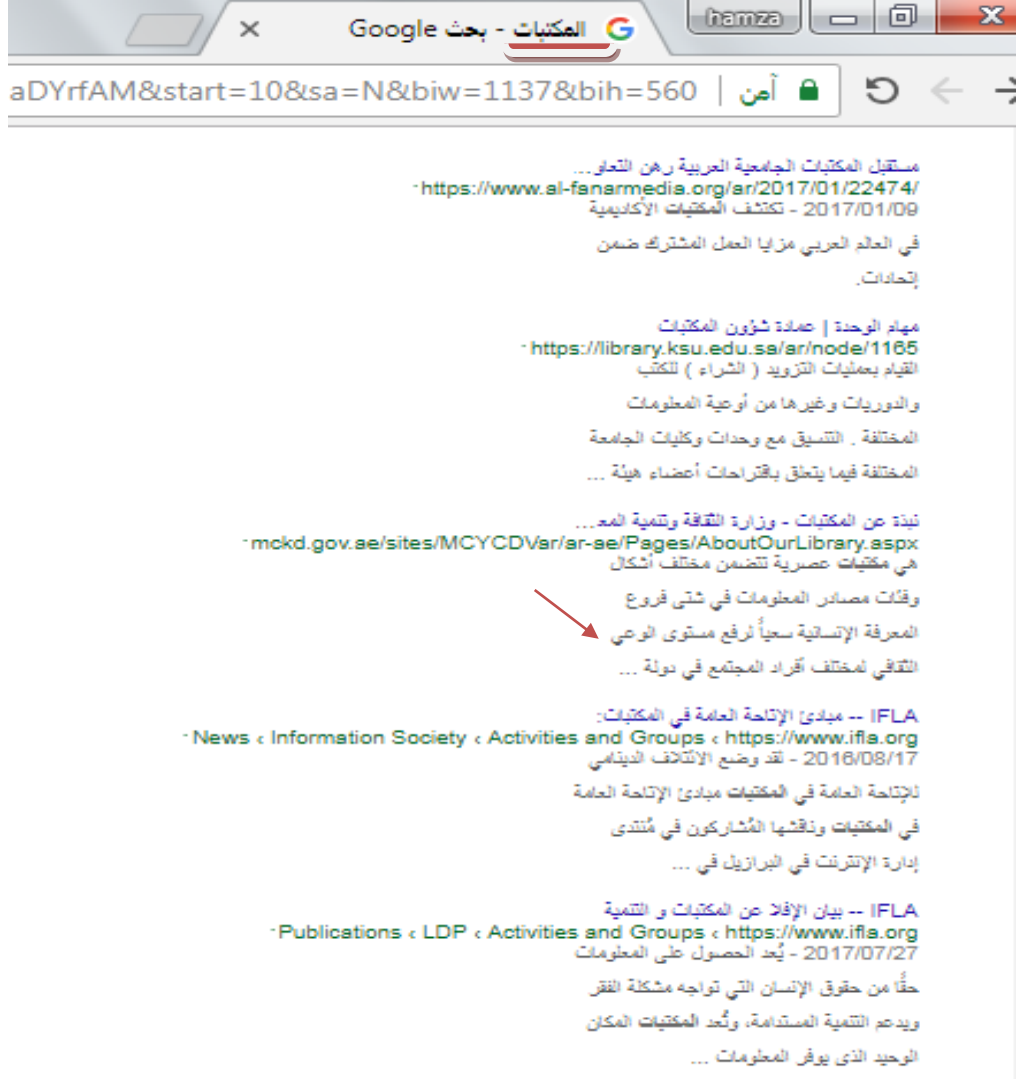 hamza
المكتبات - بحث Google
آمن | aDYrfAM&start=10&sa=N&biw=1137&bih=560
مستقبل المكتبات الجامعية العربية رهن التعاو...
https://www.al-fanarmedia.org/ar/2017/01/22474/
2017/01/09 - تكتشف المكتبات الأكاديمية
في العالم العربي مزايا العمل المشترك ضمن
إتحادات.
مهام الوحدة | عمادة شؤون المكتبات
https://library.ksu.edu.sa/ar/node/1165
القيام بعمليات التزويد ( الشراء ) للكتب
والدوريات وغيرها من أوعية المعلومات
المختلفة . التنسيق مع وحدات وكليات الجامعة
المختلفة فيما يتعلق باقتراحات أعضاء هيئة ...
نبذة عن المكتبات - وزارة الثقافة وتنمية المع...
mckd.gov.ae/sites/MCYCDVar/ar-ae/Pages/AboutOurLibrary.aspx
هي مكتبات عصرية تتضمن مختلف أشكال
وفئات مصادر المعلومات في شتى فروع
المعرفة الإنسانية سعياً لرفع مستوى الوعي
الثقافي لمختلف أفراد المجتمع في دولة ...
IFLA -- مبادئ الإتاحة العامة في المكتبات:
News ‹ Information Society ‹ Activities and Groups ‹ https://www.ifla.org
2016/08/17 - لقد وضع الائتلاف الدينامي
للإتاحة العامة في المكتبات مبادئ الإتاحة العامة
في المكتبات وناقشها المُشاركون في مُنتدى
إدارة الإنترنت في البرازيل في ...
IFLA -- بيان الإفلا عن المكتبات و التنمية
Publications ‹ LDP ‹ Activities and Groups ‹ https://www.ifla.org
2017/07/27 - يُعد الحصول على المعلومات
حقًا من حقوق الإنسان التي تواجه مشكلة الفقر
ويدعم التنمية المستدامة، وتُعد المكتبات المكان
الوحيد الذي يوفر المعلومات ...